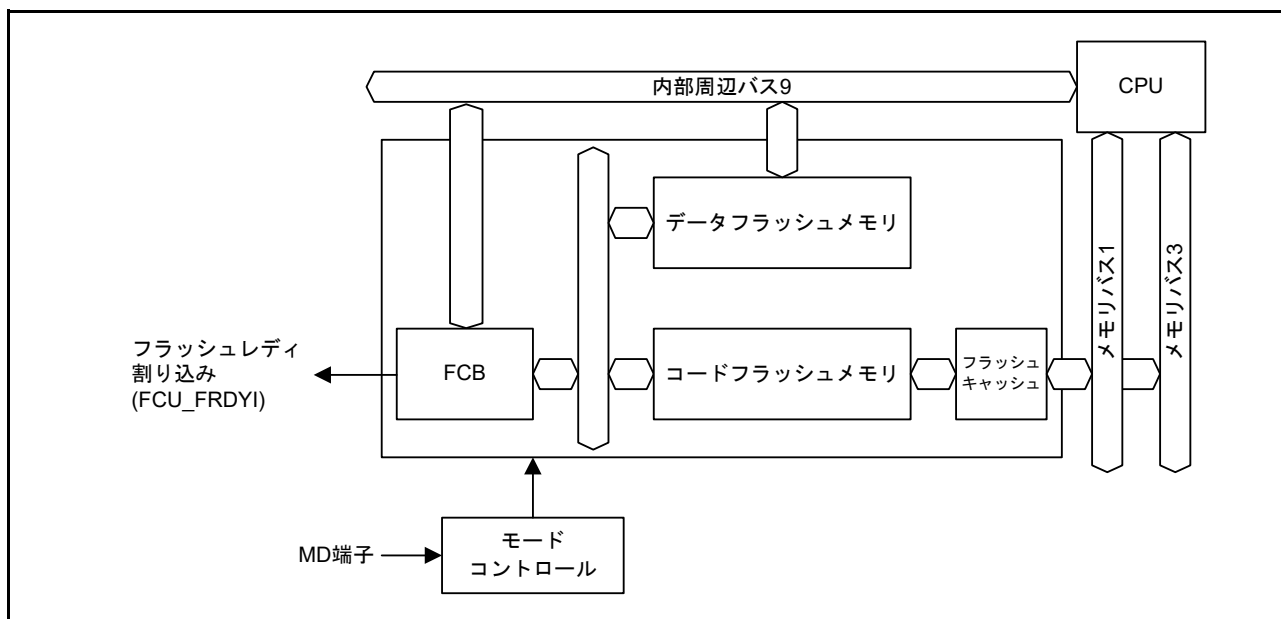 内部周辺バス9
CPU
データフラッシュメモリ
メモリバス1
メモリバス3
フラッシュレディ
割り込み
(FCU_FRDYI)
FCB
コードフラッシュメモリ
フラッシュ
キャッシュ
MD端子
モード
コントロール